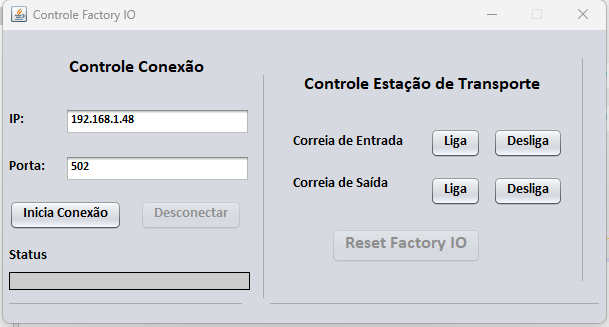 Controle Factory IO
Controle Conexão
IP:
192.168.1.48
Porta:
502
Inicia Conexão
Desconectar
Status
Controle Estação de Transporte
Correia de Entrada
Liga
Desliga
Correia de Saída
Liga
Desliga
Reset Factory IO